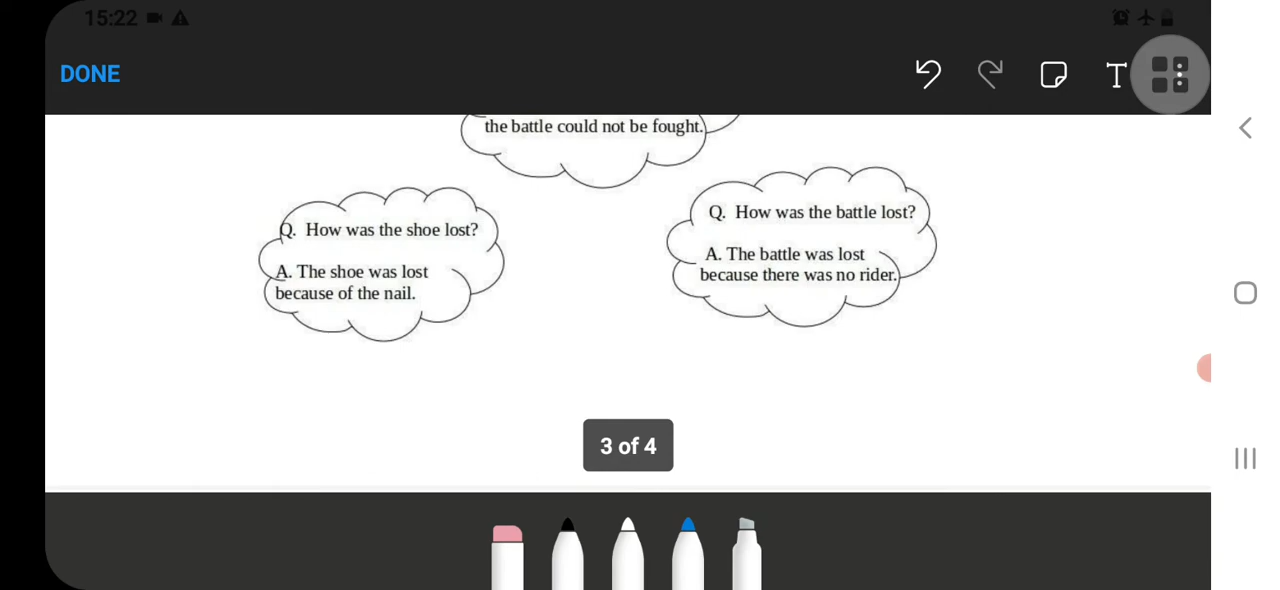 15:22
DONE
T
the battle could not be fought.
Q. How was the shoe lost?
A. The shoe was lost
because of the nail.
Q. How was the battle lost?
A. The battle was lost
because there was no rider.
3 of 4